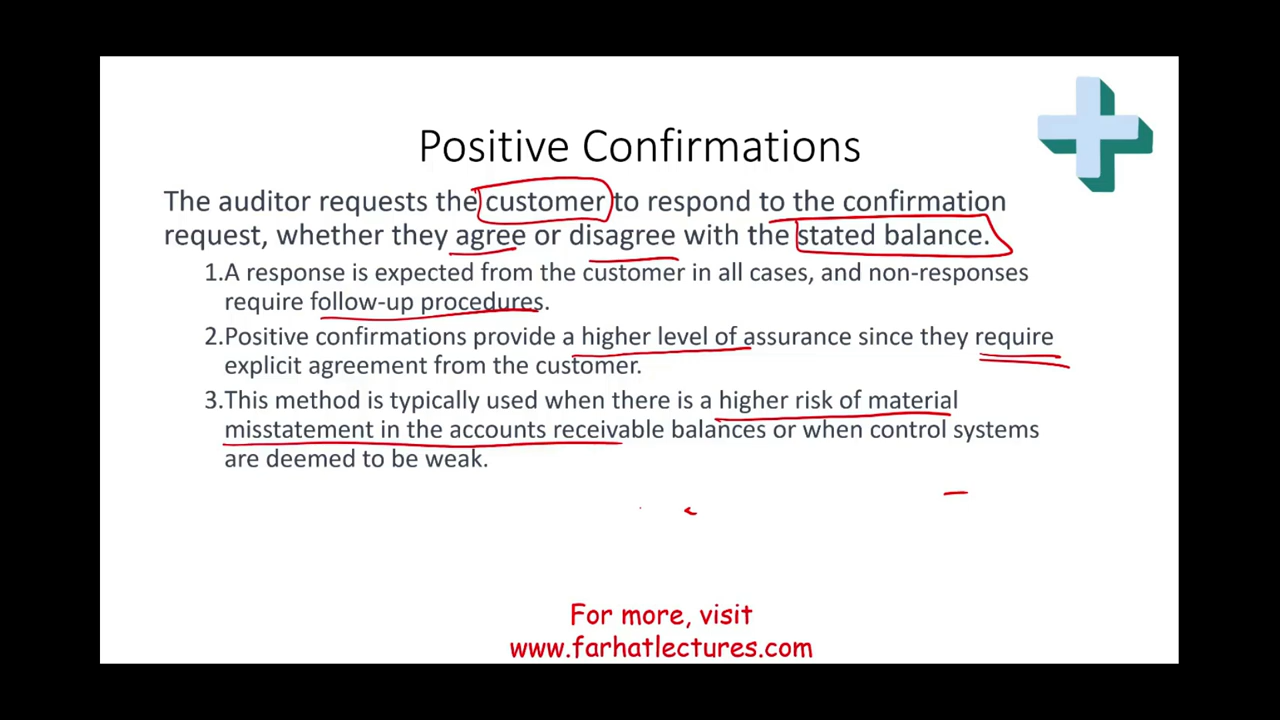 Positive Confirmations
The auditor requests the customer to respond to the confirmation
request, whether they agree or disagree with the stated balance.
1.A response is expected from the customer in all cases, and non-responses
require follow-up procedures.
2.Positive confirmations provide a higher level of assurance since they require
explicit agreement from the customer.
3.This method is typically used when there is a higher risk of material
misstatement in the accounts receivable balances or when control systems
are deemed to be weak.
For more, visit
www.farhatlectures.com